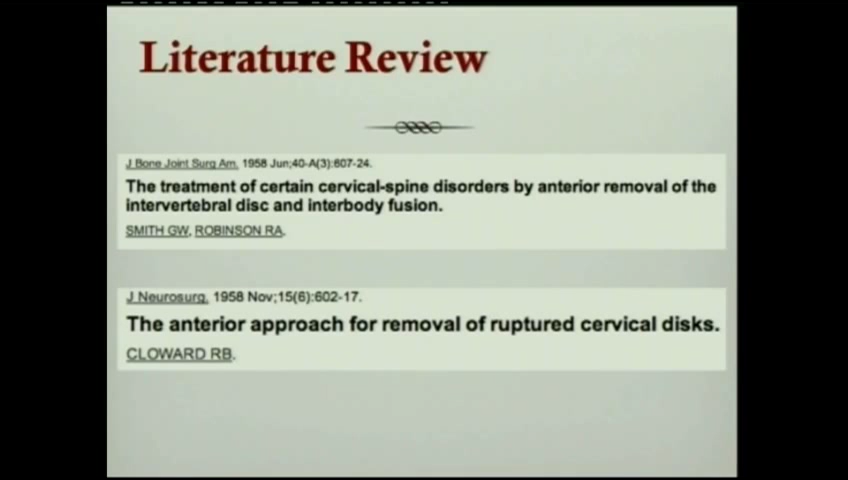 Literature Review
J Bone Joint Surg Am. 1958 Jun;40-A(3):607-24.
The treatment of certain cervical-spine disorders by anterior removal of the
intervertebral disc and interbody fusion.
SMITH GW, ROBINSON RA.
J Neurosurg. 1958 Nov;15(6):602-17.
The anterior approach for removal of ruptured cervical disks.
CLOWARD RB.